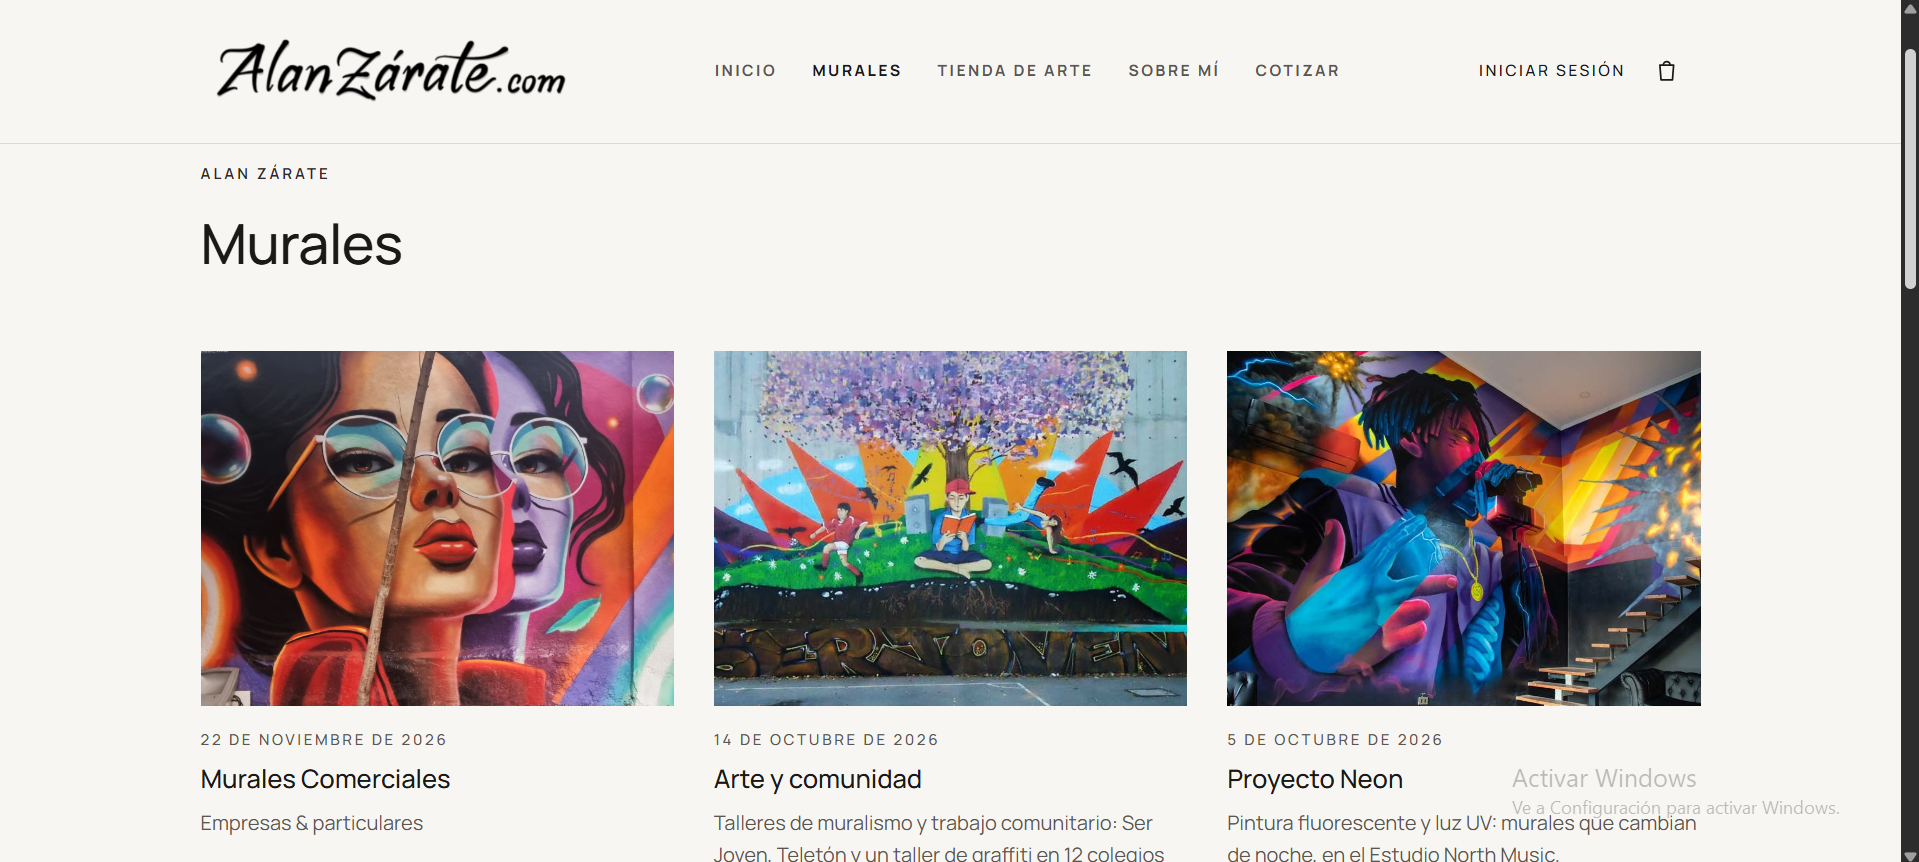 AlanZárate.com
INICIO MURALES TIENDA DE ARTE SOBRE MÍ COTIZAR INICIAR SESIÓN
ALAN ZÁRATE
Murales
SER JOVEN
22 DE NOVIEMBRE DE 2026
Murales Comerciales
Empresas & particulares
14 DE OCTUBRE DE 2026
Arte y comunidad
Talleres de muralismo y trabajo comunitario: Ser
Joven, Teletón y un taller de graffiti en 12 colegios
5 DE OCTUBRE DE 2026
Proyecto Neon
Pintura fluorescente y luz UV: murales que cambian
de noche, en el Estudio North Music.
Activar Windows
Ve a Configuración para activar Windows.